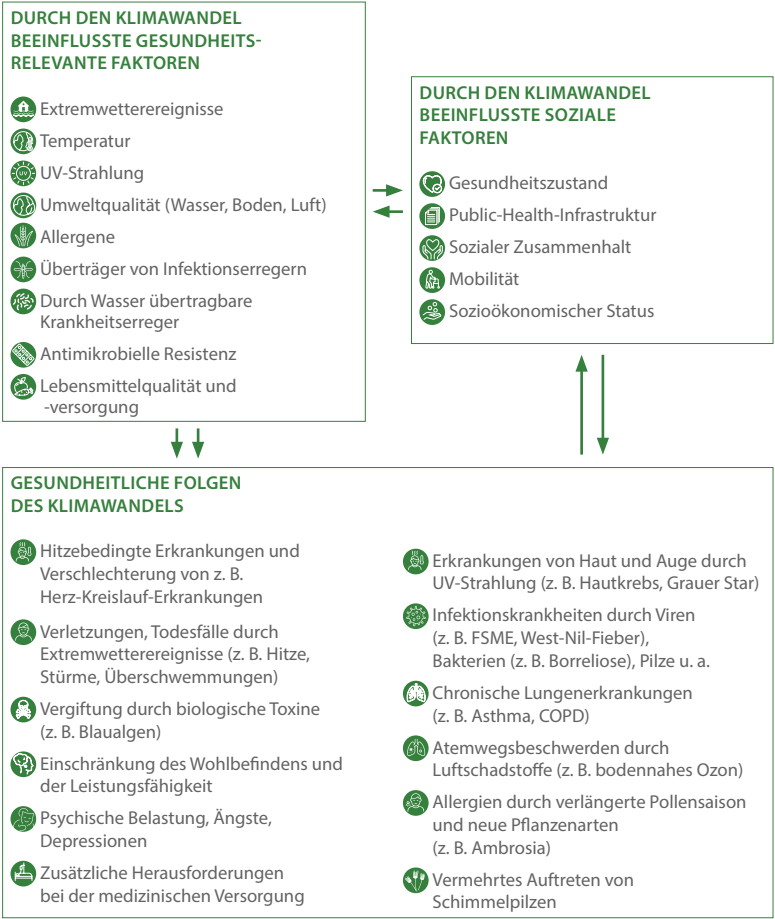 DURCH DEN KLIMAWANDEL
BEEINFLUSSTE GESUNDHEITS-
RELEVANTE FAKTOREN
Extremwetterereignisse
Temperatur
UV
UV-Strahlung
Umweltqualität (Wasser, Boden, Luft)
Allergene
Überträger von Infektionserregern
Durch Wasser übertragbare
Krankheitserreger
Antimikrobielle Resistenz
Lebensmittelqualität und
-versorgung
DURCH DEN KLIMAWANDEL
BEEINFLUSSTE SOZIALE
FAKTOREN
Gesundheitszustand
Public-Health-Infrastruktur
Sozialer Zusammenhalt
Mobilität
Sozioökonomischer Status
GESUNDHEITLICHE FOLGEN
DES KLIMAWANDELS
Hitzebedingte Erkrankungen und
Verschlechterung von z. B.
Herz-Kreislauf-Erkrankungen
Verletzungen, Todesfälle durch
Extremwetterereignisse (z. B. Hitze,
Stürme, Überschwemmungen)
Vergiftung durch biologische Toxine
(z. B. Blaualgen)
Einschränkung des Wohlbefindens und
der Leistungsfähigkeit
Psychische Belastung, Ängste,
Depressionen
Zusätzliche Herausforderungen
bei der medizinischen Versorgung
Erkrankungen von Haut und Auge durch
UV-Strahlung (z. B. Hautkrebs, Grauer Star)
Infektionskrankheiten durch Viren
(z. B. FSME, West-Nil-Fieber),
Bakterien (z. B. Borreliose), Pilze u. a.
Chronische Lungenerkrankungen
(z. B. Asthma, COPD)
Atemwegsbeschwerden durch
Luftschadstoffe (z. B. bodennahes Ozon)
Allergien durch verlängerte Pollensaison
und neue Pflanzenarten
(z. B. Ambrosia)
Vermehrtes Auftreten von
Schimmelpilzen